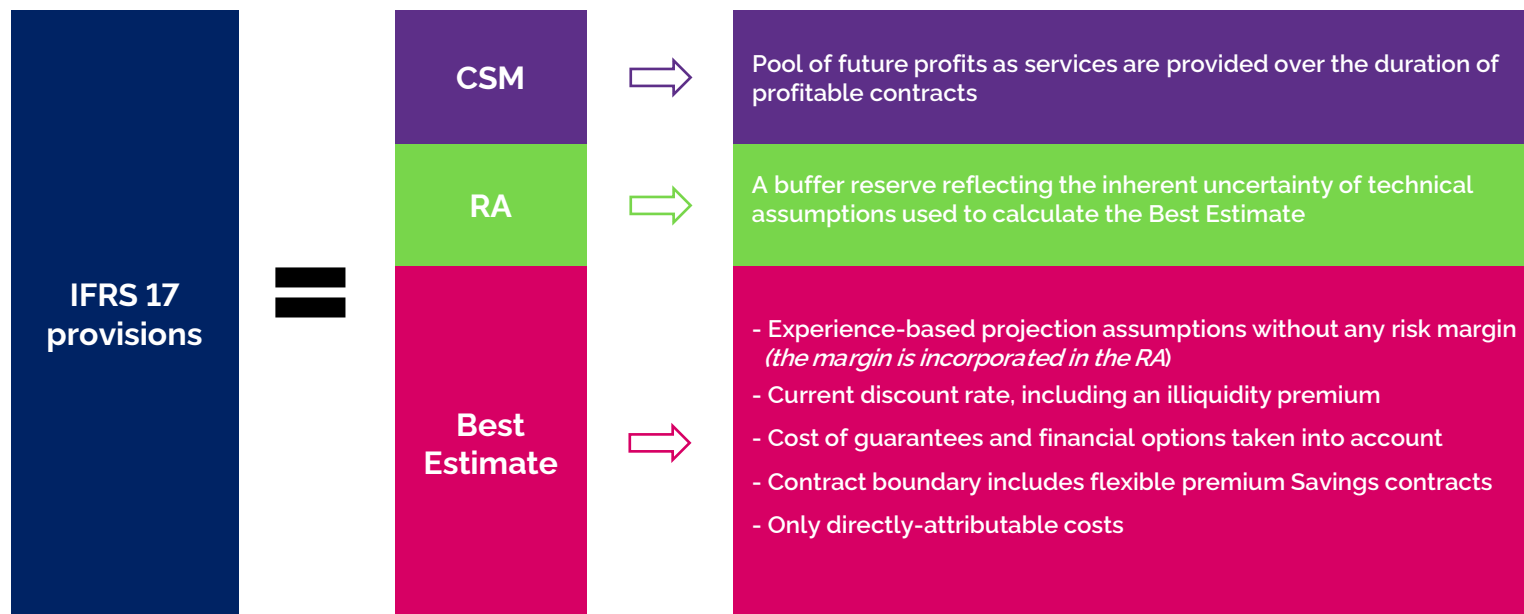 IFRS 17
provisions
=
CSM
Pool of future profits as services are provided over the duration of
profitable contracts
RA
A buffer reserve reflecting the inherent uncertainty of technical
assumptions used to calculate the Best Estimate
Best
Estimate
- Experience-based projection assumptions without any risk margin
(the margin is incorporated in the RA)
- Current discount rate, including an illiquidity premium
- Cost of guarantees and financial options taken into account
- Contract boundary includes flexible premium Savings contracts
- Only directly-attributable costs